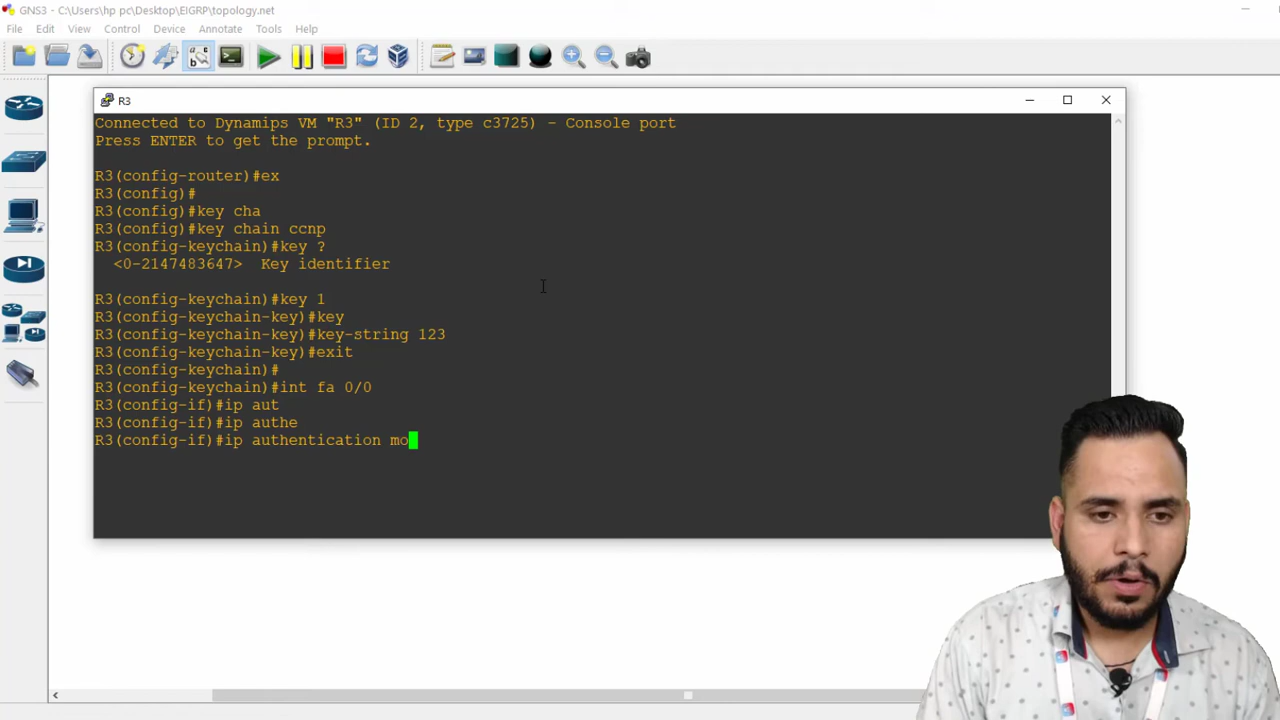 GNS3 - C:\Users\hp pc\Desktop\EIGRP\topology.net
File Edit View Control Device Annotate Tools Help
R3
Connected to Dynamips VM "R3" (ID 2, type c3725) - Console port
Press ENTER to get the prompt.
R3(config-router)#ex
R3(config)#
R3(config)#key cha
R3(config)#key chain ccnp
R3(config-keychain)#key ?
<0-2147483647> Key identifier
R3(config-keychain)#key 1
R3(config-keychain-key)#key
R3(config-keychain-key)#key-string 123
R3(config-keychain-key)#exit
R3(config-keychain)#
R3(config-keychain)#int fa 0/0
R3(config-if)#ip aut
R3(config-if)#ip authe
R3(config-if)#ip authentication mo